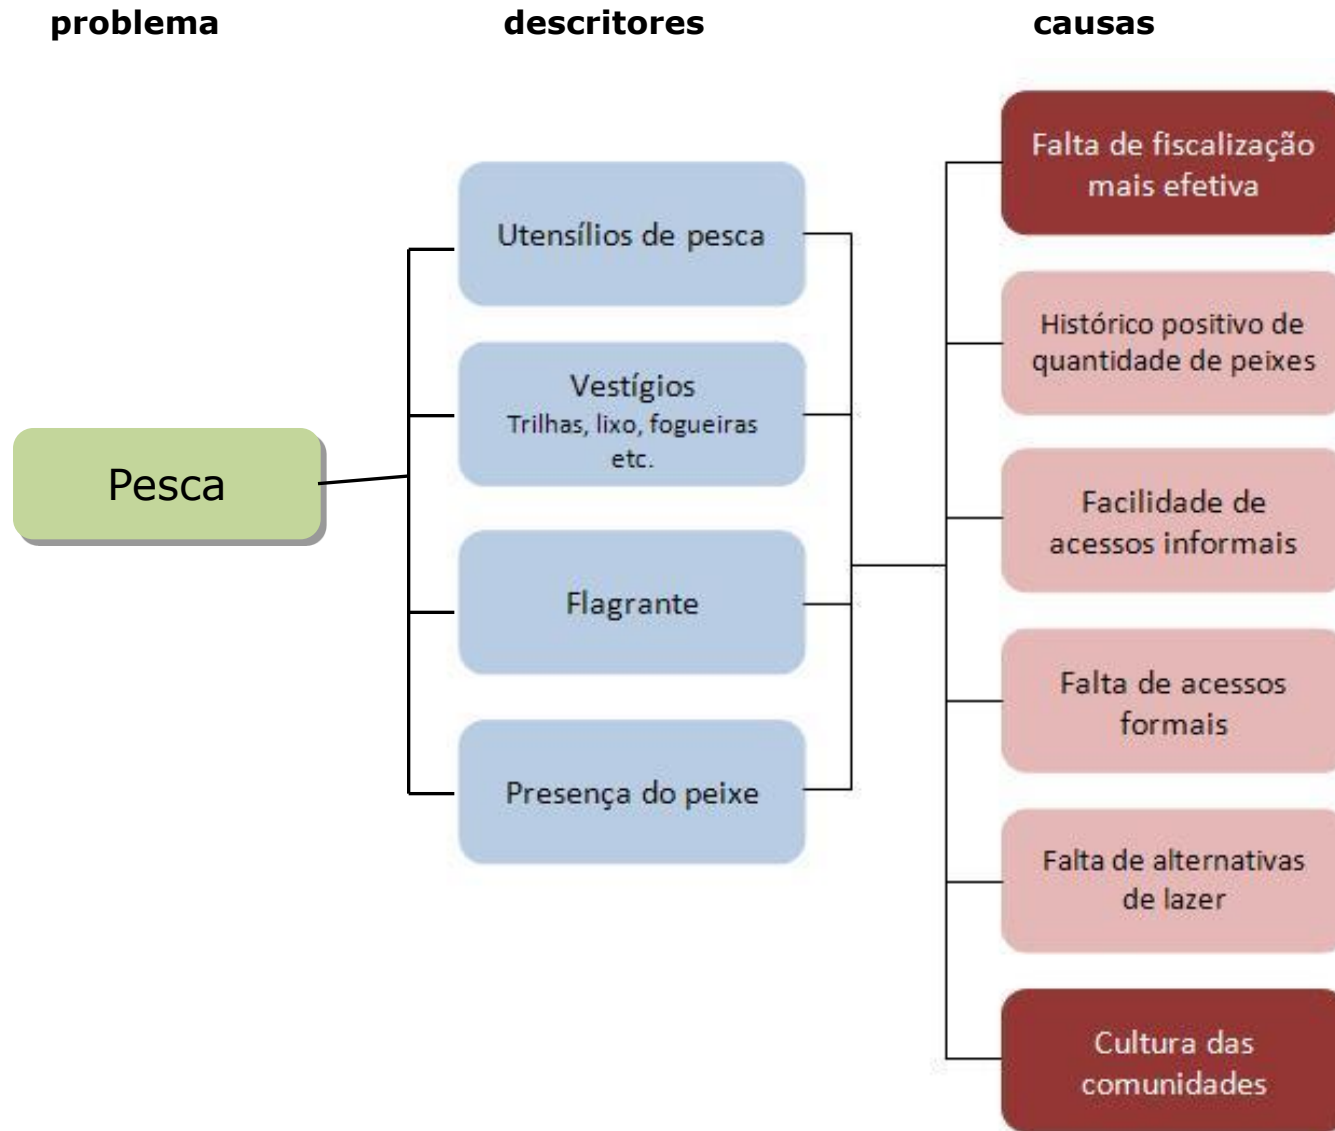 problema
descritores
causas
Pesca
Utensílios de pesca
Vestígios
Trilhas, lixo, fogueiras
etc.
Flagrante
Presença do peixe
Falta de fiscalização
mais efetiva
Histórico positivo de
quantidade de peixes
Facilidade de
acessos informais
Falta de acessos
formais
Falta de alternativas
de lazer
Cultura das
comunidades